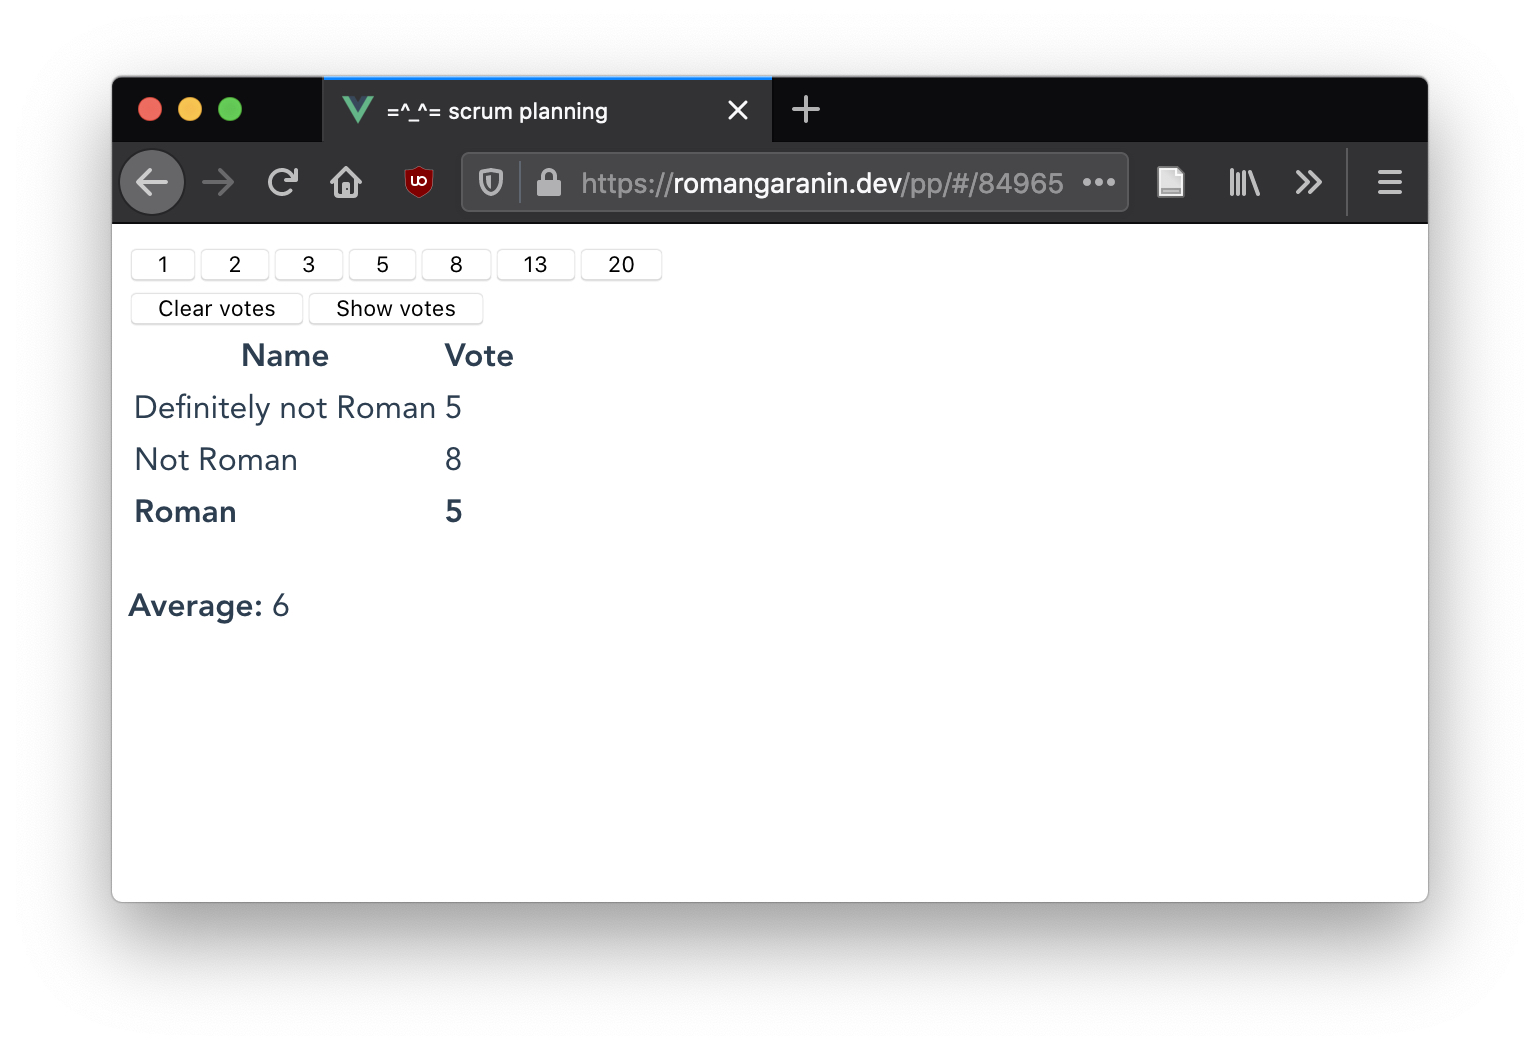 =^_^= scrum planning
https://romangaranin.dev/pp/#/84965
1 2 3 5 8 13 20
Clear votes Show votes
Name Vote
Definitely not Roman 5
Not Roman 8
Roman 5
Average: 6